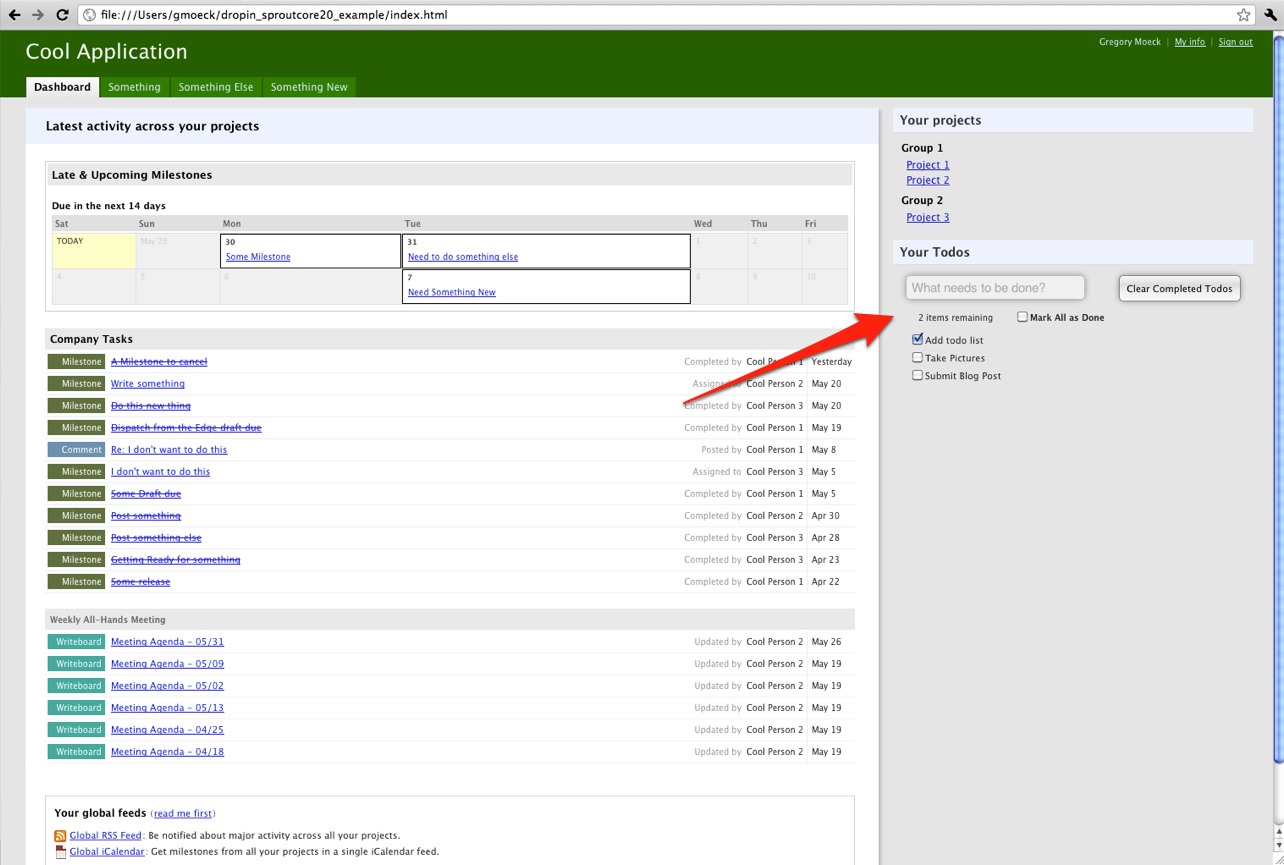 file:///Users/gmoeck/dropin_sproutcore20_example/index.html
Cool Application
Gregory Moeck | My info | Sign out
Dashboard Something Something Else Something New
Latest activity across your projects
Late & Upcoming Milestones
Due in the next 14 days
Sat Sun Mon Tue Wed Thu Fri
TODAY May 29 30 31 1 2 3
Some Milestone Need to do something else
4 5 6 7 8 9 10
Need Something New
Company Tasks
Milestone A Milestone to cancel Completed by Cool Person 1 Yesterday
Milestone Write something Assigned to Cool Person 2 May 20
Milestone Do this new thing Completed by Cool Person 3 May 20
Milestone Dispatch from the Edge draft due Completed by Cool Person 1 May 19
Comment Re: I don't want to do this Posted by Cool Person 1 May 8
Milestone I don't want to do this Assigned to Cool Person 3 May 5
Milestone Some Draft due Completed by Cool Person 1 May 5
Milestone Post something Completed by Cool Person 2 Apr 30
Milestone Post something else Completed by Cool Person 3 Apr 28
Milestone Getting Ready for something Completed by Cool Person 3 Apr 23
Milestone Some release Completed by Cool Person 1 Apr 22
Weekly All-Hands Meeting
Writeboard Meeting Agenda - 05/31 Updated by Cool Person 2 May 26
Writeboard Meeting Agenda - 05/09 Updated by Cool Person 2 May 19
Writeboard Meeting Agenda - 05/02 Updated by Cool Person 2 May 19
Writeboard Meeting Agenda - 05/13 Updated by Cool Person 2 May 19
Writeboard Meeting Agenda - 04/25 Updated by Cool Person 2 May 19
Writeboard Meeting Agenda - 04/18 Updated by Cool Person 2 May 19
Your global feeds (read me first)
Global RSS Feed: Be notified about major activity across all your projects.
Global iCalendar: Get milestones from all your projects in a single iCalendar feed.
Your projects
Group 1
Project 1
Project 2
Group 2
Project 3
Your Todos
What needs to be done? Clear Completed Todos
2 items remaining Mark All as Done
Add todo list
Take Pictures
Submit Blog Post